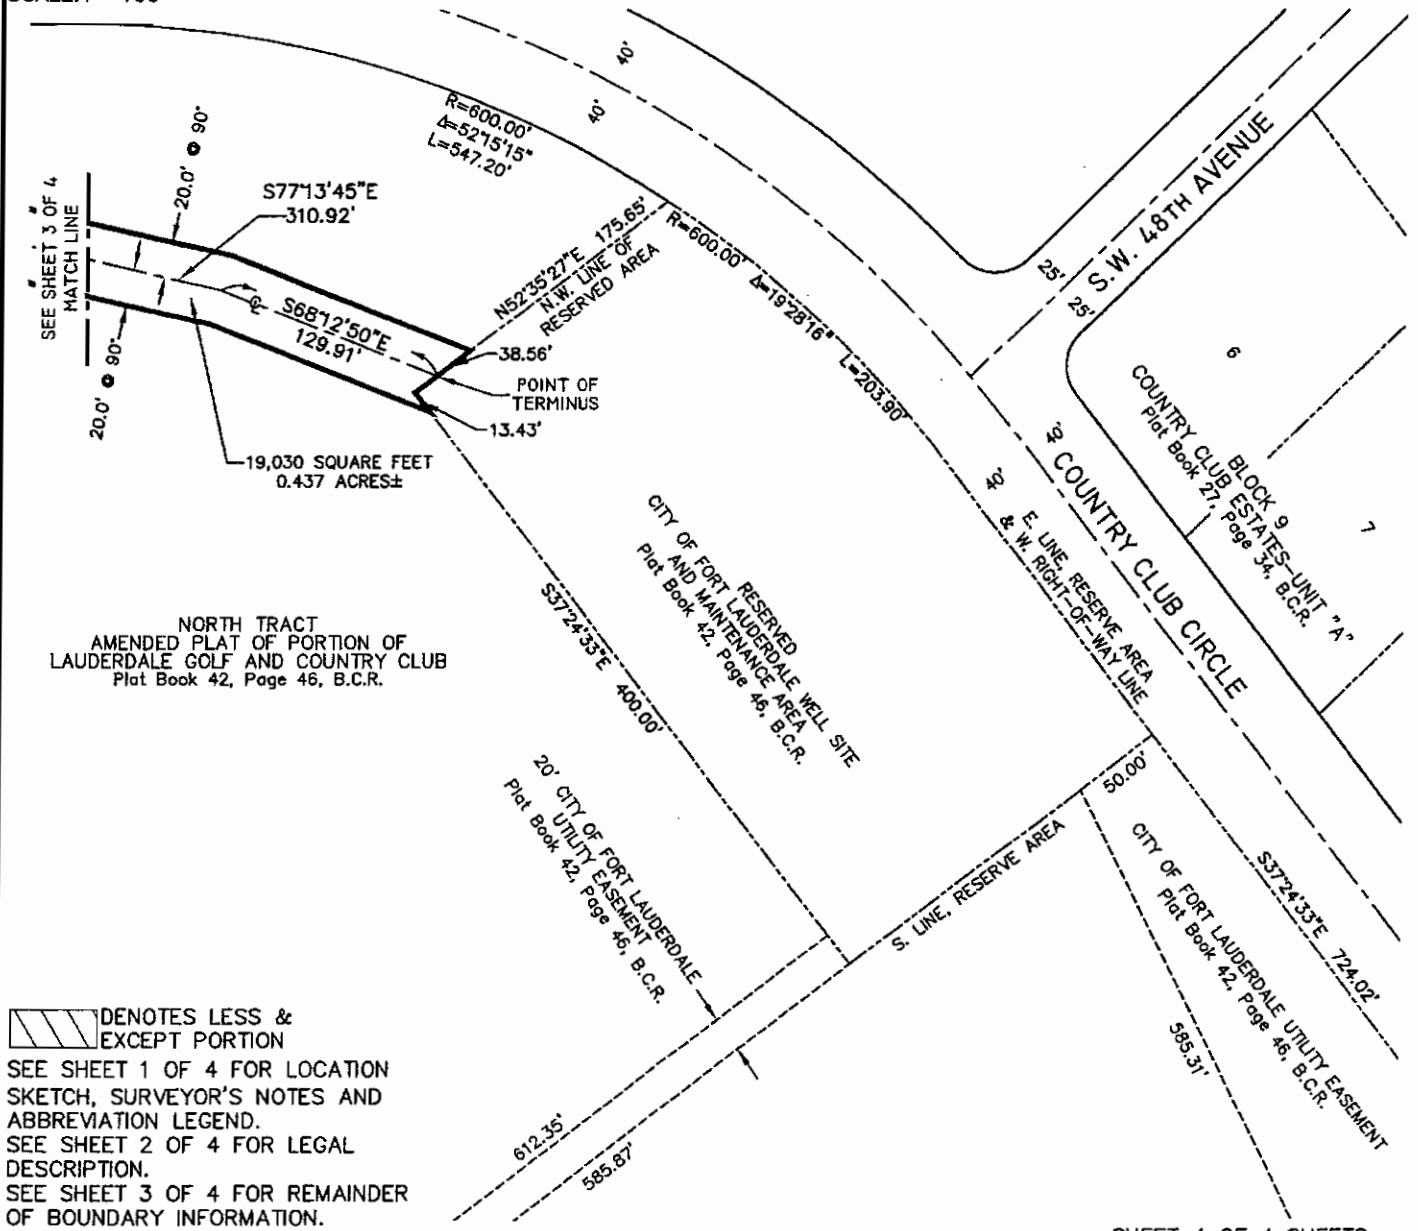 40'
40'
R=600.00'
Δ=52°15'15"
L=547.20'
20.0' @ 90°
S77°13'45"E
310.92'
SEE SHEET 3 OF 4
"MATCH LINE"
S68°12'50"E
129.91'
20.0' @ 90°
N52°35'27"E 175.65'
N.W. LINE OF
RESERVED AREA
38.56'
POINT OF
TERMINUS
13.43'
19,030 SQUARE FEET
0.437 ACRES±
R=600.00' Δ=19°28'16" L=203.90'
S.W. 48TH AVENUE
25'
25'
6
BLOCK 9
COUNTRY CLUB ESTATES-UNIT "A"
Plat Book 27, Page 34, B.C.R.
7
40'
40'
COUNTRY CLUB CIRCLE
E. LINE, RESERVE AREA
& W. RIGHT-OF-WAY LINE
RESERVED
CITY OF FORT LAUDERDALE WELL SITE
AND MAINTENANCE AREA
Plat Book 42, Page 46, B.C.R.
S37°24'33"E 400.00'
NORTH TRACT
AMENDED PLAT OF PORTION OF
LAUDERDALE GOLF AND COUNTRY CLUB
Plat Book 42, Page 46, B.C.R.
20' CITY OF FORT LAUDERDALE
UTILITY EASEMENT
Plat Book 42, Page 46, B.C.R.
S. LINE, RESERVE AREA
50.00'
CITY OF FORT LAUDERDALE UTILITY EASEMENT
Plat Book 42, Page 46, B.C.R.
S37°24'33"E 724.02'
585.31'
612.35'
585.87'
DENOTES LESS &
EXCEPT PORTION
SEE SHEET 1 OF 4 FOR LOCATION
SKETCH, SURVEYOR'S NOTES AND
ABBREVIATION LEGEND.
SEE SHEET 2 OF 4 FOR LEGAL
DESCRIPTION.
SEE SHEET 3 OF 4 FOR REMAINDER
OF BOUNDARY INFORMATION.